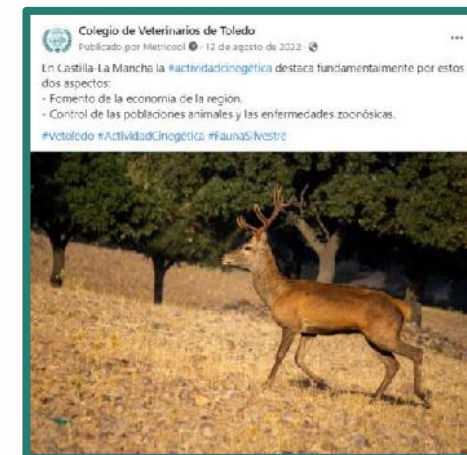 Colegio de Veterinarios de Toledo
Publicado por Metricool · 12 de agosto de 2022 ·
En Castilla-La Mancha la #actividadcinegética destaca fundamentalmente por estos
dos aspectos:
- Fomento de la economía de la región.
- Control de las poblaciones animales y las enfermedades zoonósicas.
#Vetoledo #ActividadCinegética #FaunaSilvestre